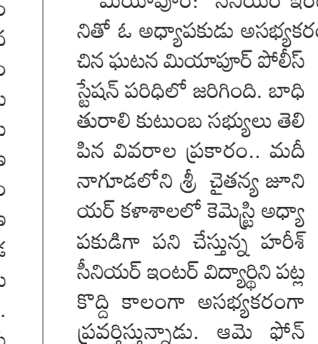 మియాపూర్: సీనియర్
నితో ఓ అధ్యాపకుడు అసభ్యకర
చిన ఘటన మియాపూర్ పోలీస్
స్టేషన్ పరిధిలో జరిగింది. బాధి
తురాలి కుటుంబ సభ్యులు తెలి
పిన వివరాల ప్రకారం.. మదీ
నాగూడలోని శ్రీ చైతన్య జూని
యర్ కళాశాలలో కెమెస్ట్రి అధ్యా
పకుడిగా పని చేస్తున్న హరీశ్
సీనియర్ ఇంటర్ విద్యార్థిని పట్ల
కొద్ది కాలంగా అసభ్యకరంగా
ప్రవర్తిస్తున్నాడు. ఆమె ఫోన్